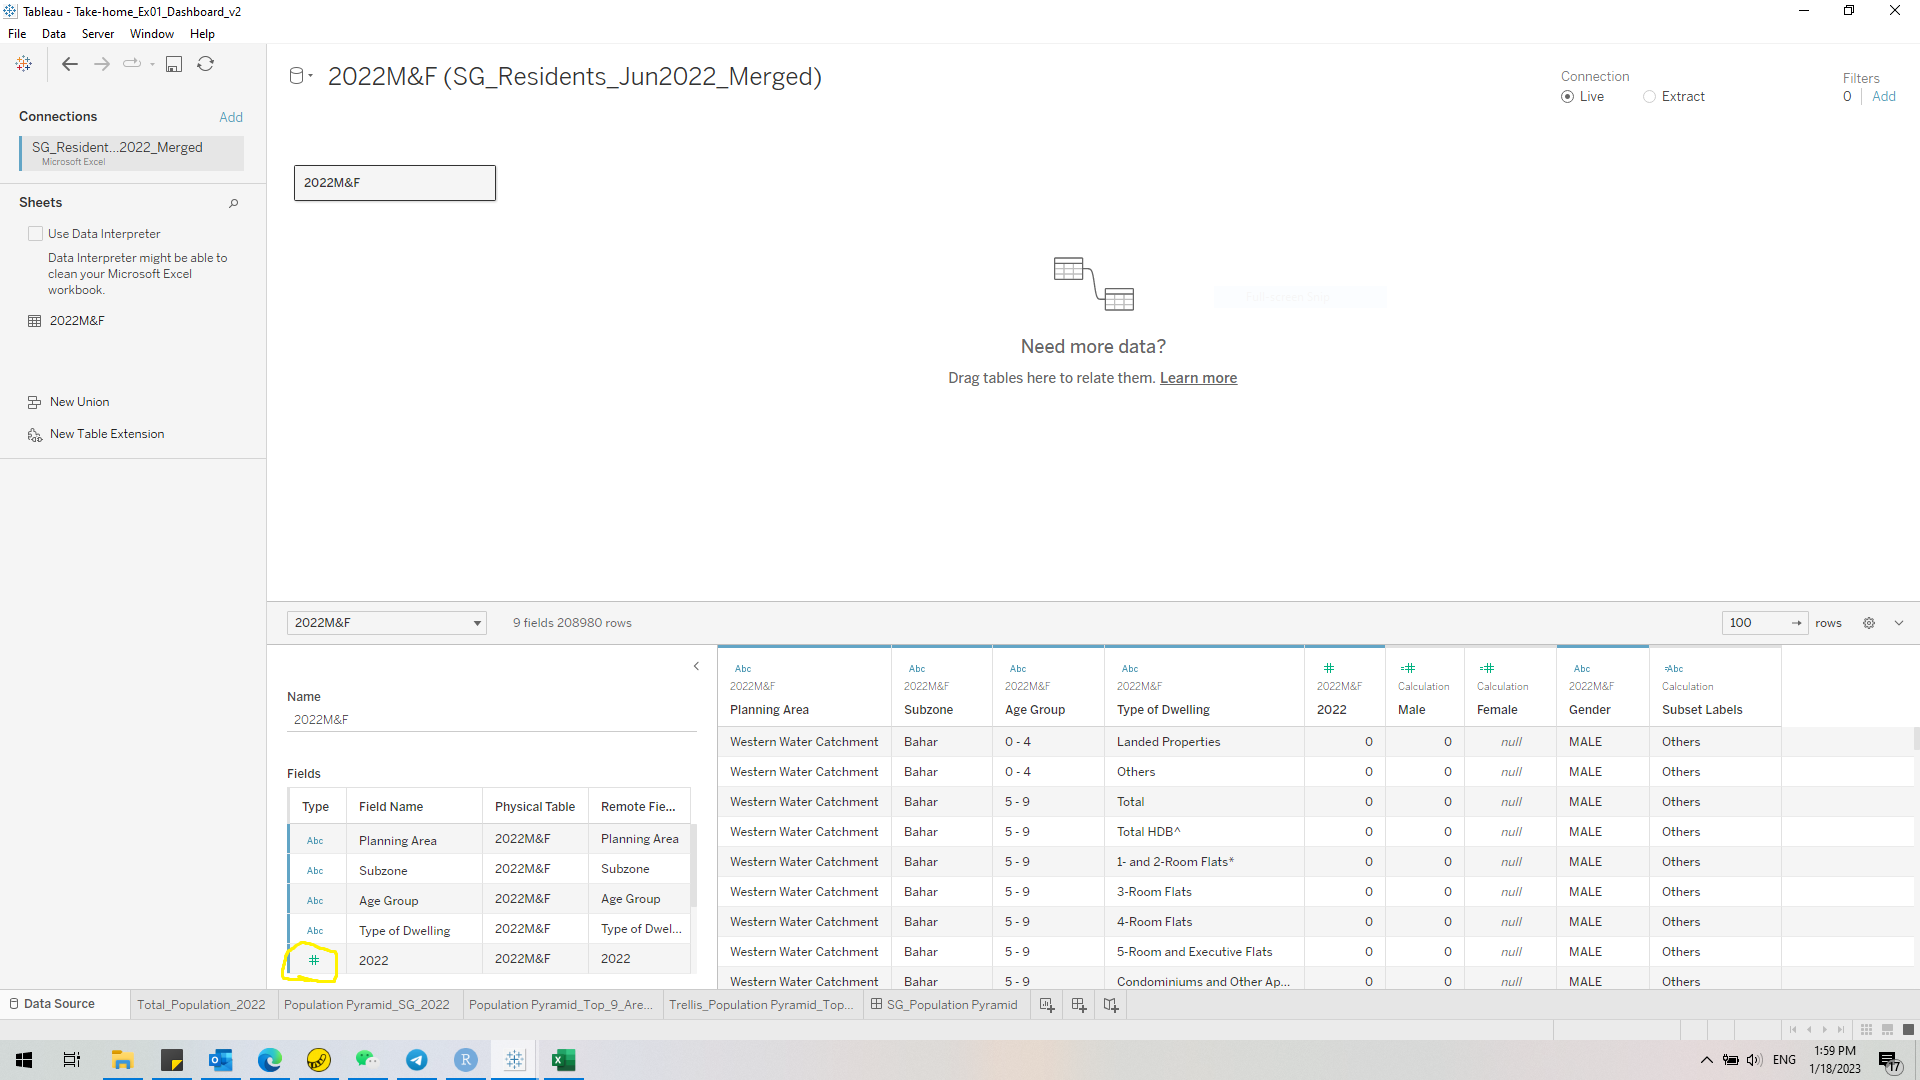 Tableau - Take-home_Ex01_Dashboard_v2
File Data Server Window Help
2022M&F (SG_Residents_Jun2022_Merged)
Connection
Live Extract
Filters
0 Add
Connections Add
SG_Resident...2022_Merged
Microsoft Excel
Sheets
Use Data Interpreter
Data Interpreter might be able to
clean your Microsoft Excel
workbook.
2022M&F
New Union
New Table Extension
2022M&F
Need more data?
Drag tables here to relate them. Learn more
2022M&F 9 fields 208980 rows 100 → rows
Name
2022M&F
Fields
Type Field Name Physical Table Remote Fie...
Abc Planning Area 2022M&F Planning Area
Abc Subzone 2022M&F Subzone
Abc Age Group 2022M&F Age Group
Abc Type of Dwelling 2022M&F Type of Dwel...
# 2022 2022M&F 2022
Abc Abc Abc Abc # =# =# Abc =Abc
2022M&F 2022M&F 2022M&F 2022M&F 2022M&F Calculation Calculation 2022M&F Calculation
Planning Area Subzone Age Group Type of Dwelling 2022 Male Female Gender Subset Labels
Western Water Catchment Bahar 0 - 4 Landed Properties 0 0 null MALE Others
Western Water Catchment Bahar 0 - 4 Others 0 0 null MALE Others
Western Water Catchment Bahar 5 - 9 Total 0 0 null MALE Others
Western Water Catchment Bahar 5 - 9 Total HDB^ 0 0 null MALE Others
Western Water Catchment Bahar 5 - 9 1- and 2-Room Flats* 0 0 null MALE Others
Western Water Catchment Bahar 5 - 9 3-Room Flats 0 0 null MALE Others
Western Water Catchment Bahar 5 - 9 4-Room Flats 0 0 null MALE Others
Western Water Catchment Bahar 5 - 9 5-Room and Executive Flats 0 0 null MALE Others
Western Water Catchment Bahar 5 - 9 Condominiums and Other Ap... 0 0 null MALE Others
Data Source Total_Population_2022 Population Pyramid_SG_2022 Population Pyramid_Top_9_Are... Trellis_Population Pyramid_Top... SG_Population Pyramid
R
ENG
1:59 PM
1/18/2023
17